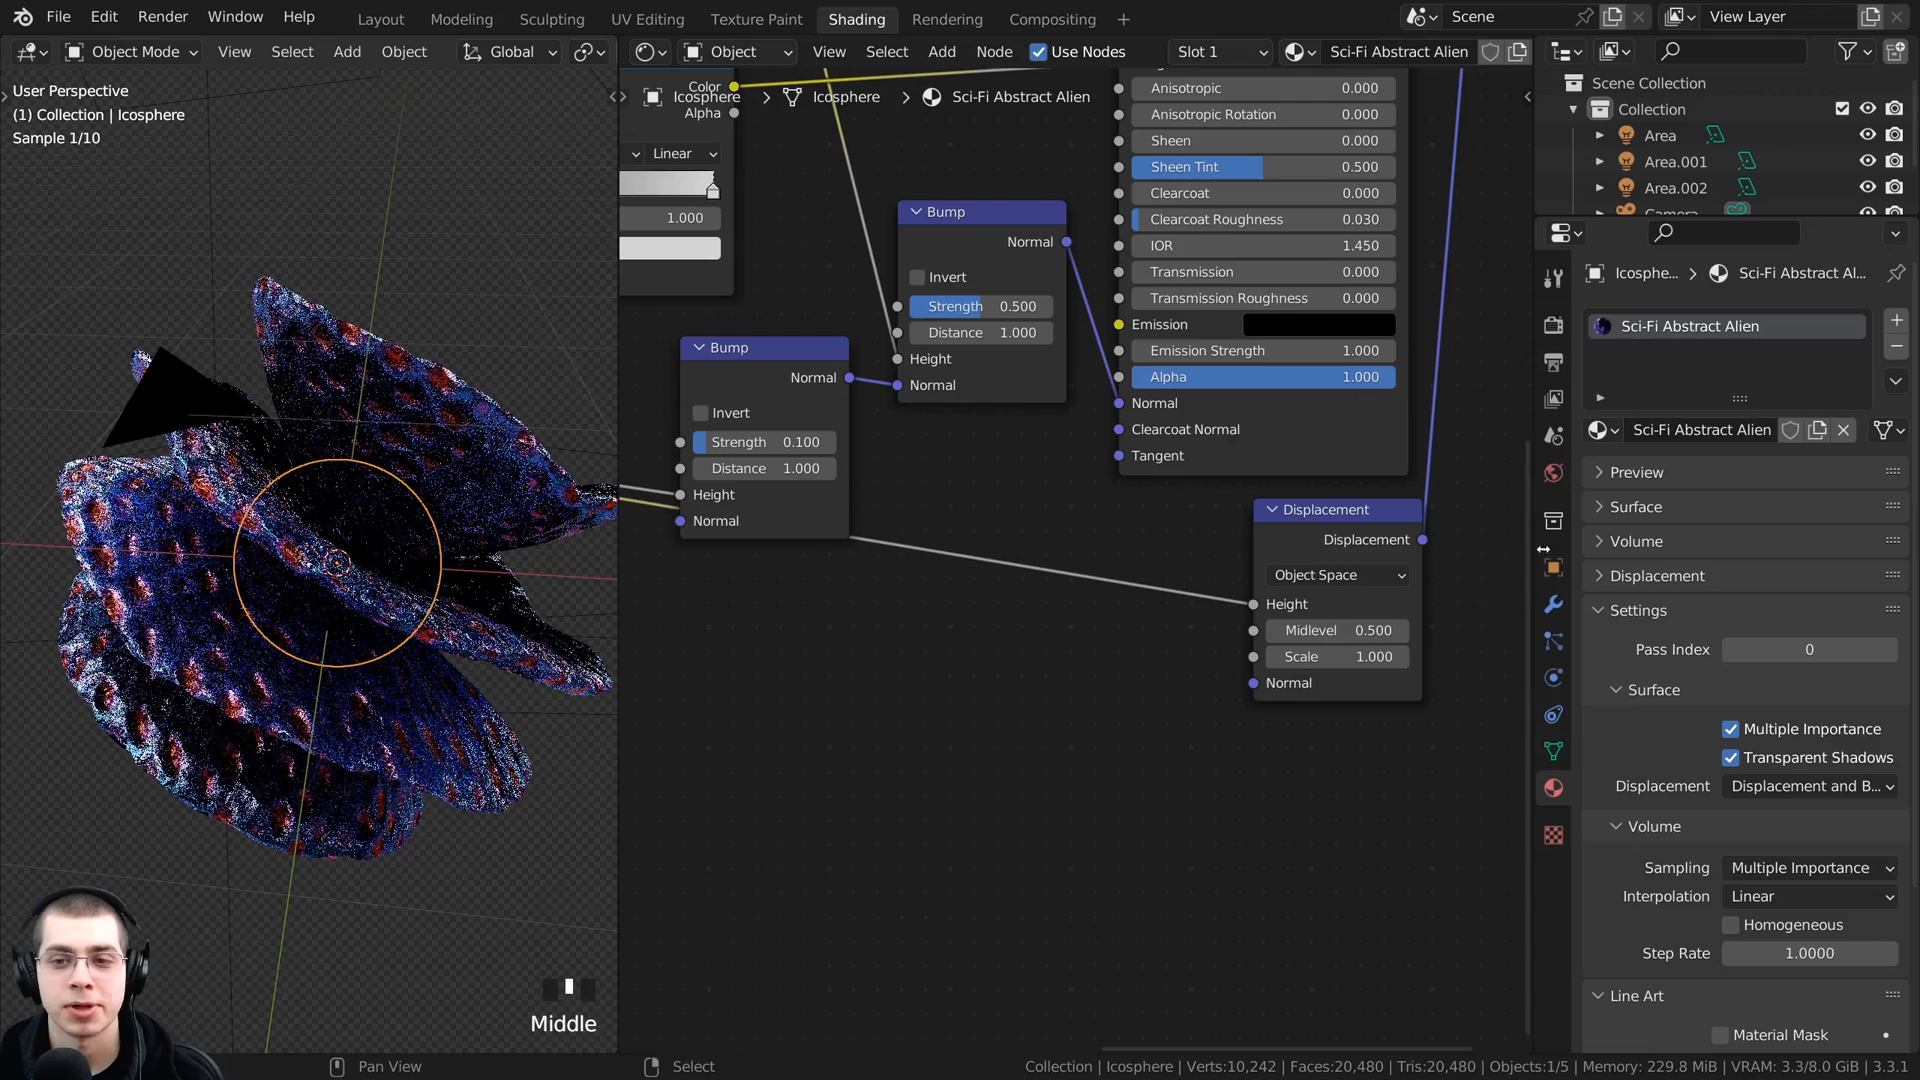 File Edit Render Window Help Layout Modeling Sculpting UV Editing Texture Paint Shading Rendering Compositing + Scene View Layer
Object Mode View Select Add Object Global Object View Select Add Node Use Nodes Slot 1 Sci-Fi Abstract Alien
User Perspective
(1) Collection | Icosphere
Sample 1/10
Color
Alpha
Icosphere > Icosphere > Sci-Fi Abstract Alien
Linear
1.000
Bump
Normal
Invert
Strength 0.500
Distance 1.000
Height
Normal
Bump
Normal
Invert
Strength 0.100
Distance 1.000
Height
Normal
Anisotropic 0.000
Anisotropic Rotation 0.000
Sheen 0.000
Sheen Tint 0.500
Clearcoat 0.000
Clearcoat Roughness 0.030
IOR 1.450
Transmission 0.000
Transmission Roughness 0.000
Emission
Emission Strength 1.000
Alpha 1.000
Normal
Clearcoat Normal
Tangent
Displacement
Displacement
Object Space
Height
Midlevel 0.500
Scale 1.000
Normal
Scene Collection
Collection
Area
Area.001
Area.002
Icosphe... > Sci-Fi Abstract Al...
Sci-Fi Abstract Alien
Sci-Fi Abstract Alien
Preview
Surface
Volume
Displacement
Settings
Pass Index 0
Surface
Multiple Importance
Transparent Shadows
Displacement Displacement and B...
Volume
Sampling Multiple Importance
Interpolation Linear
Homogeneous
Step Rate 1.0000
Line Art
Material Mask
Middle
Pan View Select Collection | Icosphere | Verts:10,242 | Faces:20,480 | Tris:20,480 | Objects:1/5 | Memory: 229.8 MiB | VRAM: 3.3/8.0 GiB | 3.3.1